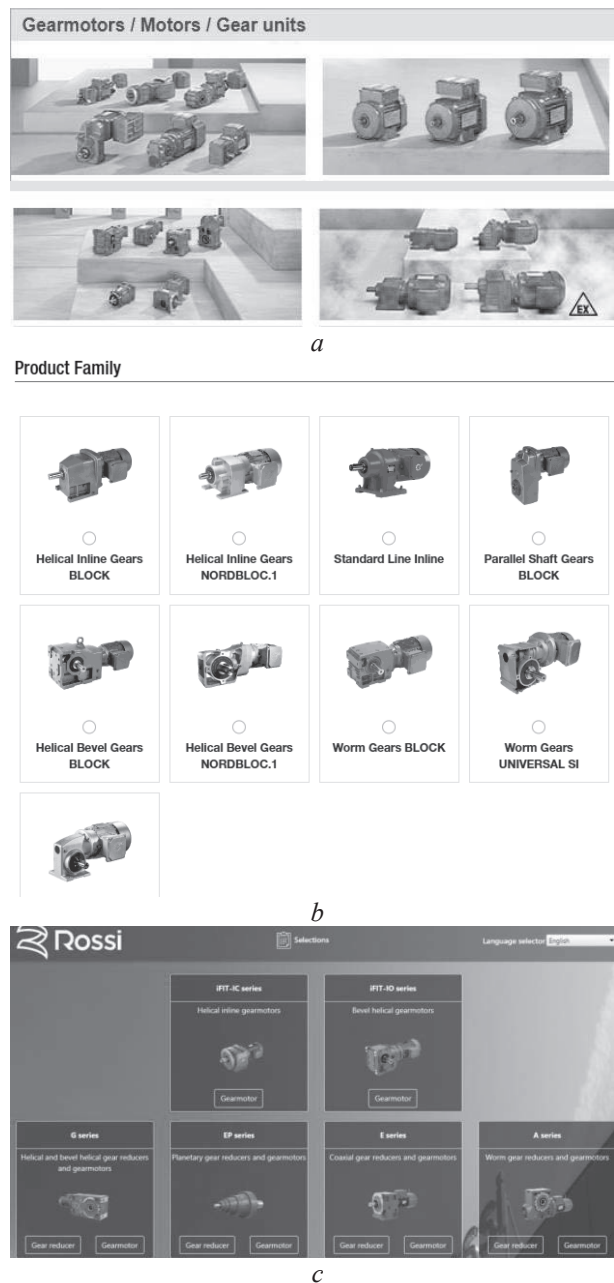 Gearmotors / Motors / Gear units
EX
a
Product Family
Helical Inline Gears
BLOCK
Helical Inline Gears
NORDBLOC.1
Standard Line Inline
Parallel Shaft Gears
BLOCK
Helical Bevel Gears
BLOCK
Helical Bevel Gears
NORDBLOC.1
Worm Gears BLOCK
Worm Gears
UNIVERSAL SI
b
Rossi
Selections
Language selector English
iFIT-IC series
Helical inline gearmotors
Gearmotor
iFIT-IO series
Bevel helical gearmotors
Gearmotor
G series
Helical and bevel helical gear reducers
and gearmotors
Gear reducer Gearmotor
EP series
Planetary gear reducers and gearmotors
Gear reducer Gearmotor
E series
Coaxial gear reducers and gearmotors
Gear reducer Gearmotor
A series
Worm gear reducers and gearmotors
Gear reducer Gearmotor
c